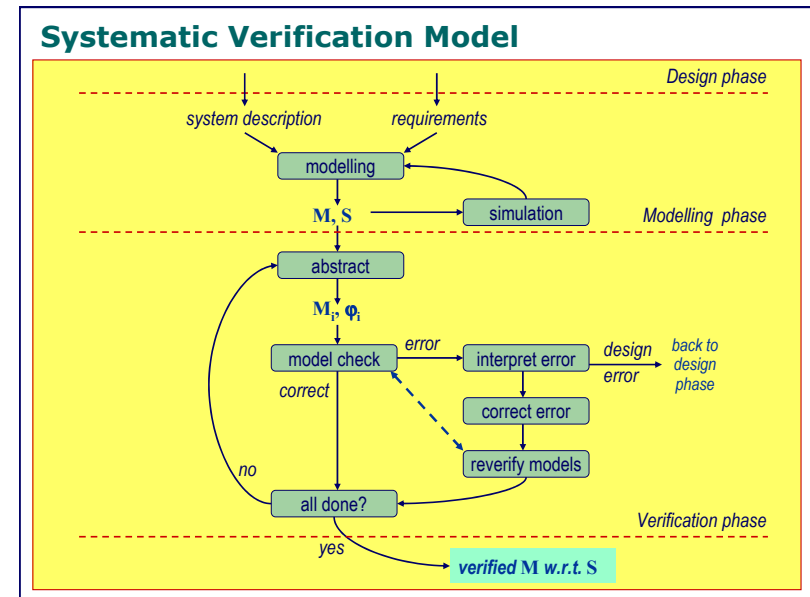 Systematic Verification Model
Design phase
system description
requirements
modelling
M, S
simulation
Modelling phase
abstract
Mi, φi
model check
error
interpret error
design
error
back to
design
phase
correct
correct error
reverify models
no
all done?
Verification phase
yes
verified M w.r.t. S